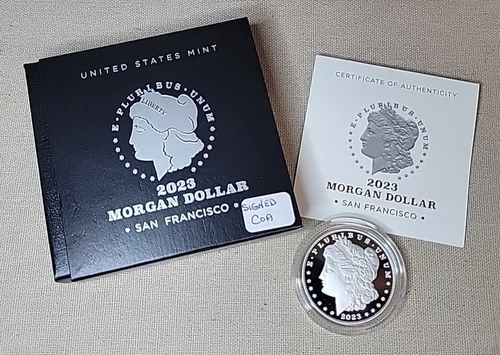 UNITED STATES MINT
E·PLURIBUS·UNUM
LIBERTY
2023
MORGAN DOLLAR
• SAN FRANCISCO •
SIGNED
COA
CERTIFICATE OF AUTHENTICITY
E·PLURIBUS·UNUM
2023
MORGAN DOLLAR
• SAN FRANCISCO •
E·PLURIBUS·UNUM
2023